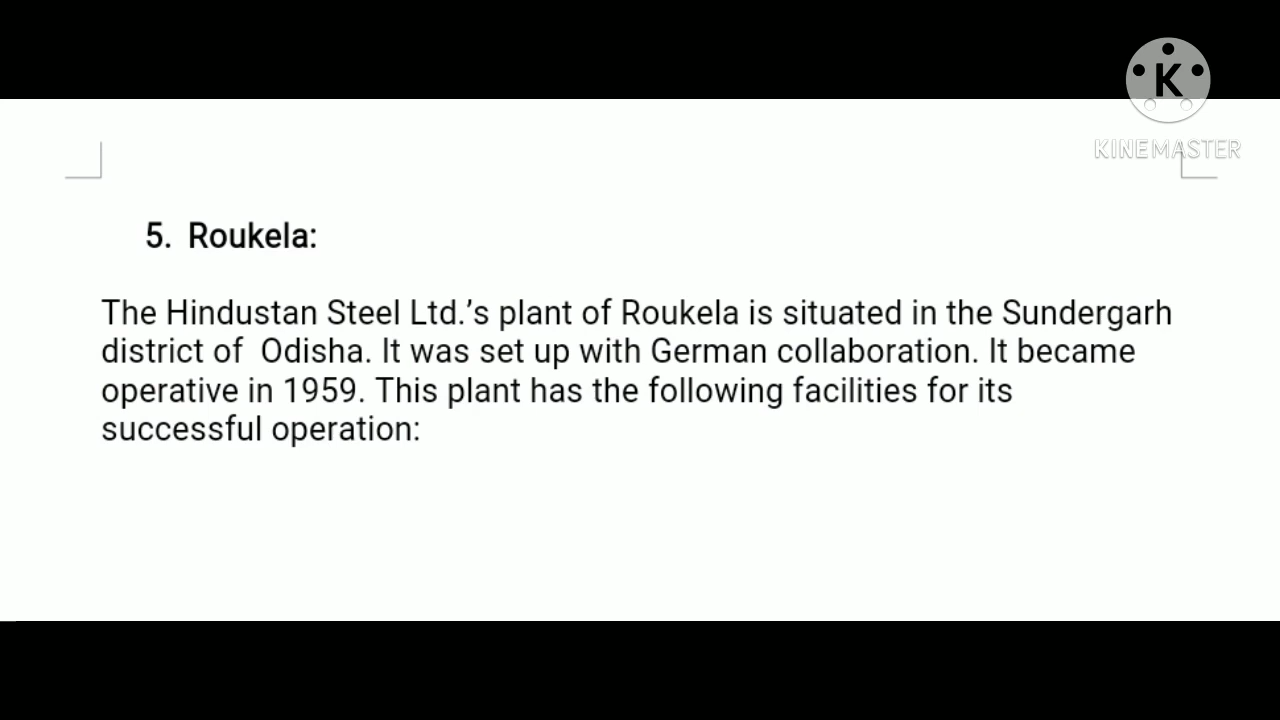 K
KINEMASTER
5. Roukela:
The Hindustan Steel Ltd.’s plant of Roukela is situated in the Sundergarh
district of  Odisha. It was set up with German collaboration. It became
operative in 1959. This plant has the following facilities for its
successful operation: